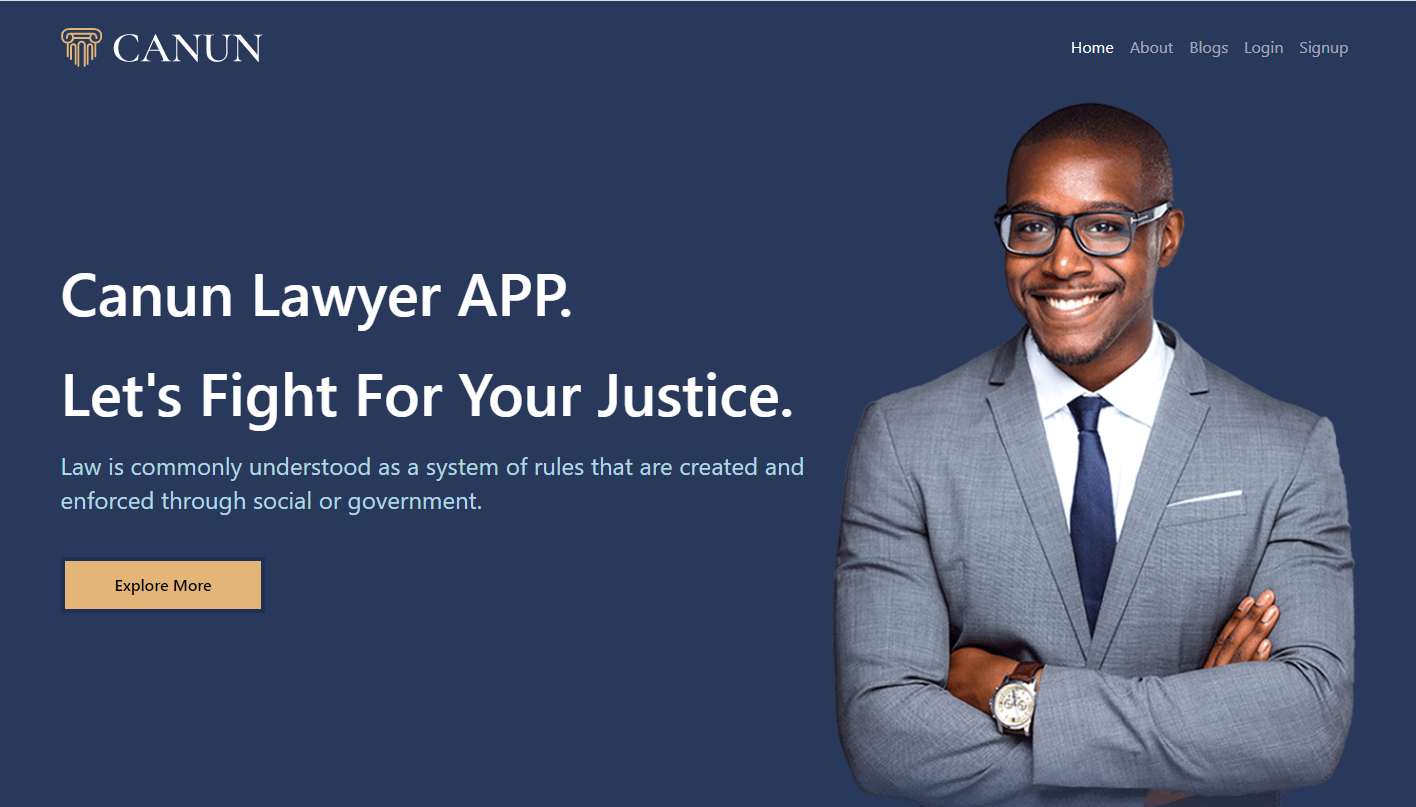 CANUN
Home About Blogs Login Signup
Canun Lawyer APP.
Let's Fight For Your Justice.
Law is commonly understood as a system of rules that are created and
enforced through social or government.
Explore More